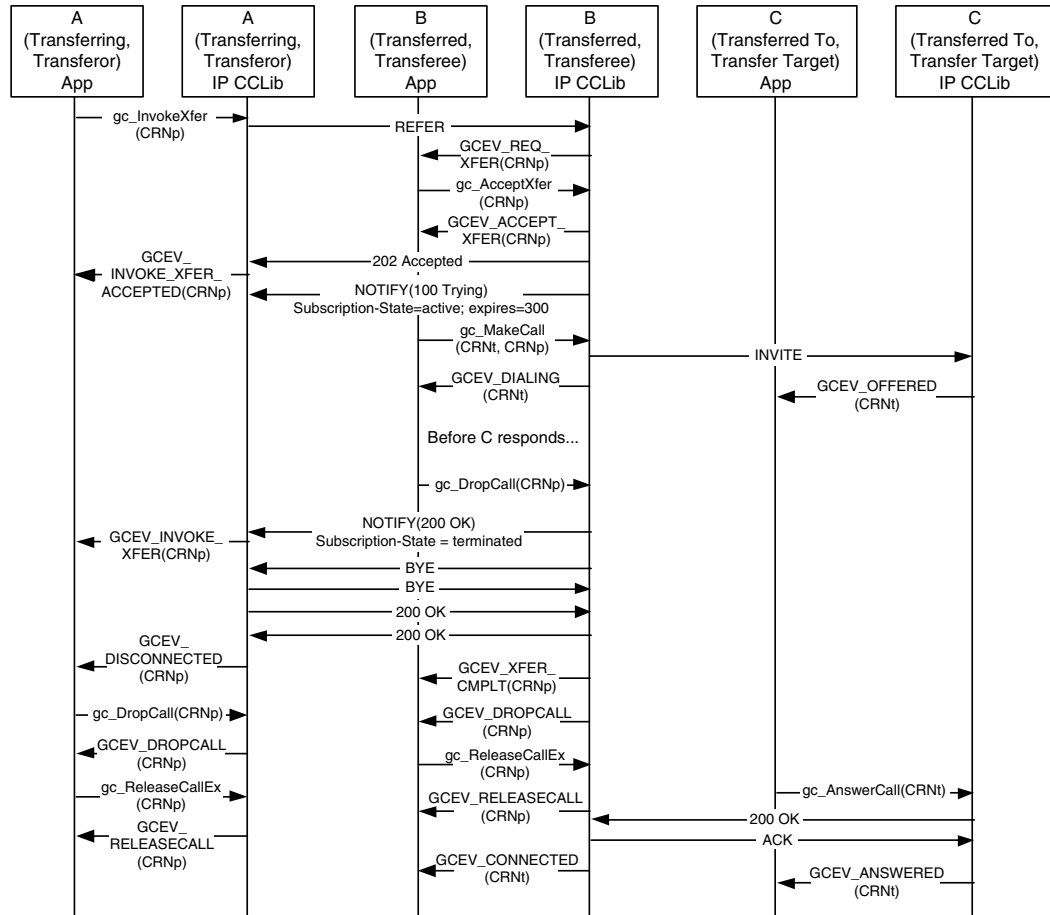 A
(Transferring,
Transferor)
App
A
(Transferring,
Transferor)
IP CCLib
B
(Transferred,
Transferee)
App
B
(Transferred,
Transferee)
IP CCLib
C
(Transferred To,
Transfer Target)
App
C
(Transferred To,
Transfer Target)
IP CCLib
gc_InvokeXfer
(CRNp)
REFER
GCEV_REQ_
XFER(CRNp)
gc_AcceptXfer
(CRNp)
GCEV_ACCEPT_
XFER(CRNp)
202 Accepted
GCEV_
INVOKE_XFER_
ACCEPTED(CRNp)
NOTIFY(100 Trying)
Subscription-State=active; expires=300
gc_MakeCall
(CRNt, CRNp)
INVITE
GCEV_DIALING
(CRNt)
GCEV_OFFERED
(CRNt)
Before C responds...
gc_DropCall(CRNp)
NOTIFY(200 OK)
Subscription-State = terminated
GCEV_INVOKE_
XFER(CRNp)
BYE
BYE
200 OK
200 OK
GCEV_
DISCONNECTED
(CRNp)
GCEV_XFER_
CMPLT(CRNp)
gc_DropCall(CRNp)
GCEV_DROPCALL
(CRNp)
GCEV_DROPCALL
(CRNp)
gc_ReleaseCallEx
(CRNp)
gc_ReleaseCallEx
(CRNp)
gc_AnswerCall(CRNt)
GCEV_RELEASECALL
(CRNp)
200 OK
GCEV_
RELEASECALL
(CRNp)
ACK
GCEV_CONNECTED
(CRNt)
GCEV_ANSWERED
(CRNt)